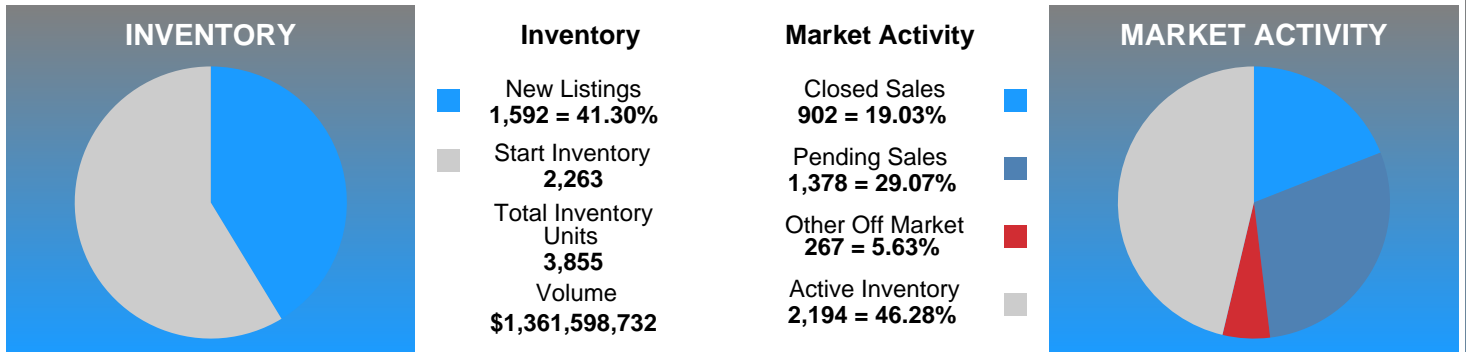 INVENTORY
Inventory
New Listings
1,592 = 41.30%
Start Inventory
2,263
Total Inventory
Units
3,855
Volume
$1,361,598,732
Market Activity
Closed Sales
902 = 19.03%
Pending Sales
1,378 = 29.07%
Other Off Market
267 = 5.63%
Active Inventory
2,194 = 46.28%
MARKET ACTIVITY